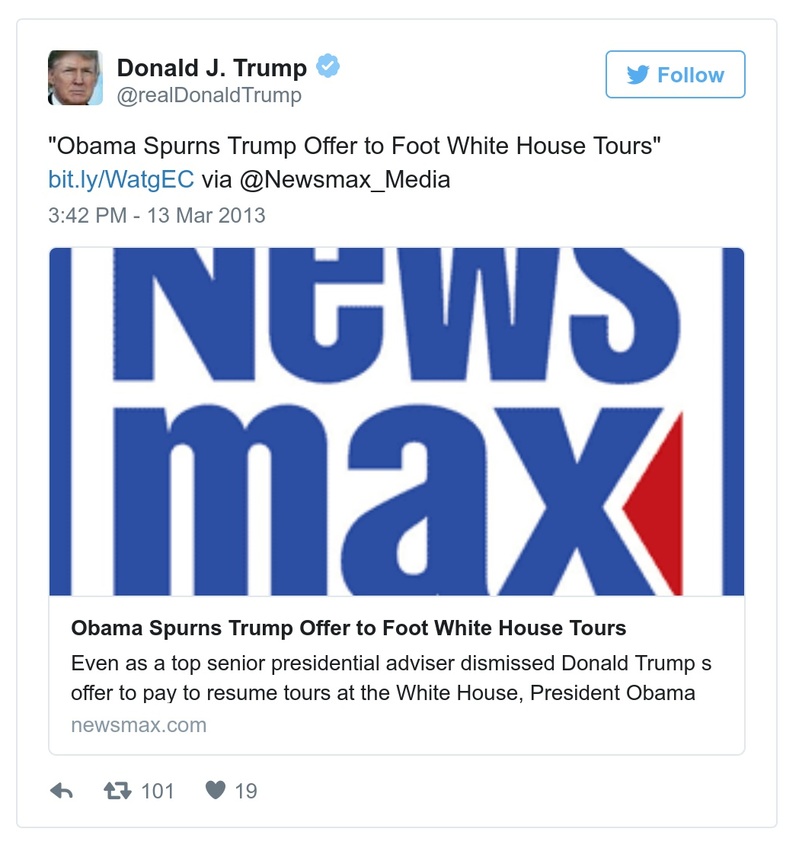 Donald J. Trump
@realDonaldTrump
Follow
"Obama Spurns Trump Offer to Foot White House Tours"
bit.ly/WatgEC via @Newsmax_Media
3:42 PM - 13 Mar 2013
News
max
Obama Spurns Trump Offer to Foot White House Tours
Even as a top senior presidential adviser dismissed Donald Trump s
offer to pay to resume tours at the White House, President Obama
newsmax.com
101 19